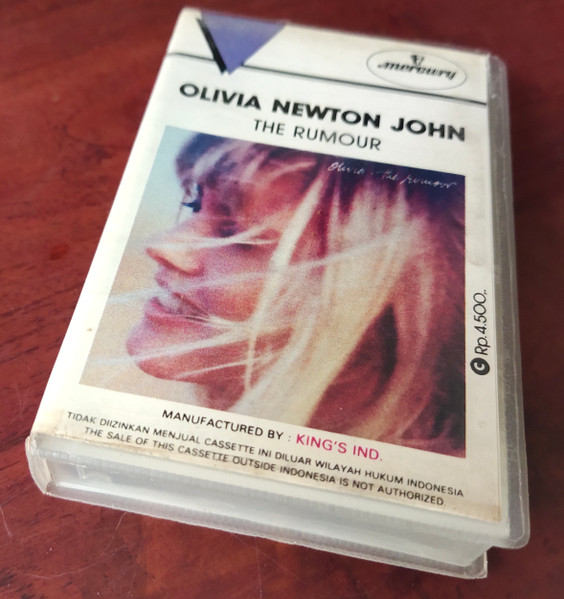 mercury
OLIVIA NEWTON JOHN
THE RUMOUR
Olivia · the rumour
C Rp.4.500,.
MANUFACTURED BY : KING'S IND.
TIDAK DIIZINKAN MENJUAL CASSETTE INI DILUAR WILAYAH HUKUM INDONESIA
THE SALE OF THIS CASSETTE OUTSIDE INDONESIA IS NOT AUTHORIZED.